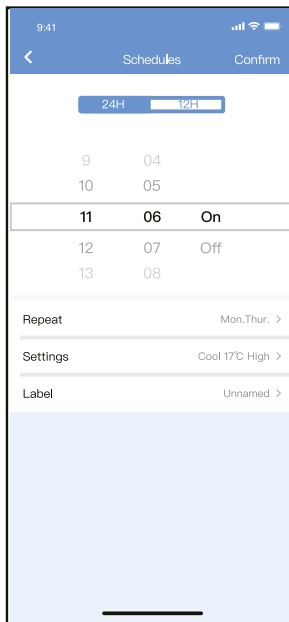 9:41
Schedules Confirm
24H 12H
9 04
10 05
11 06 On
12 07 Off
13 08
Repeat Mon.Thur. >
Settings Cool 17℃ High >
Label Unnamed >